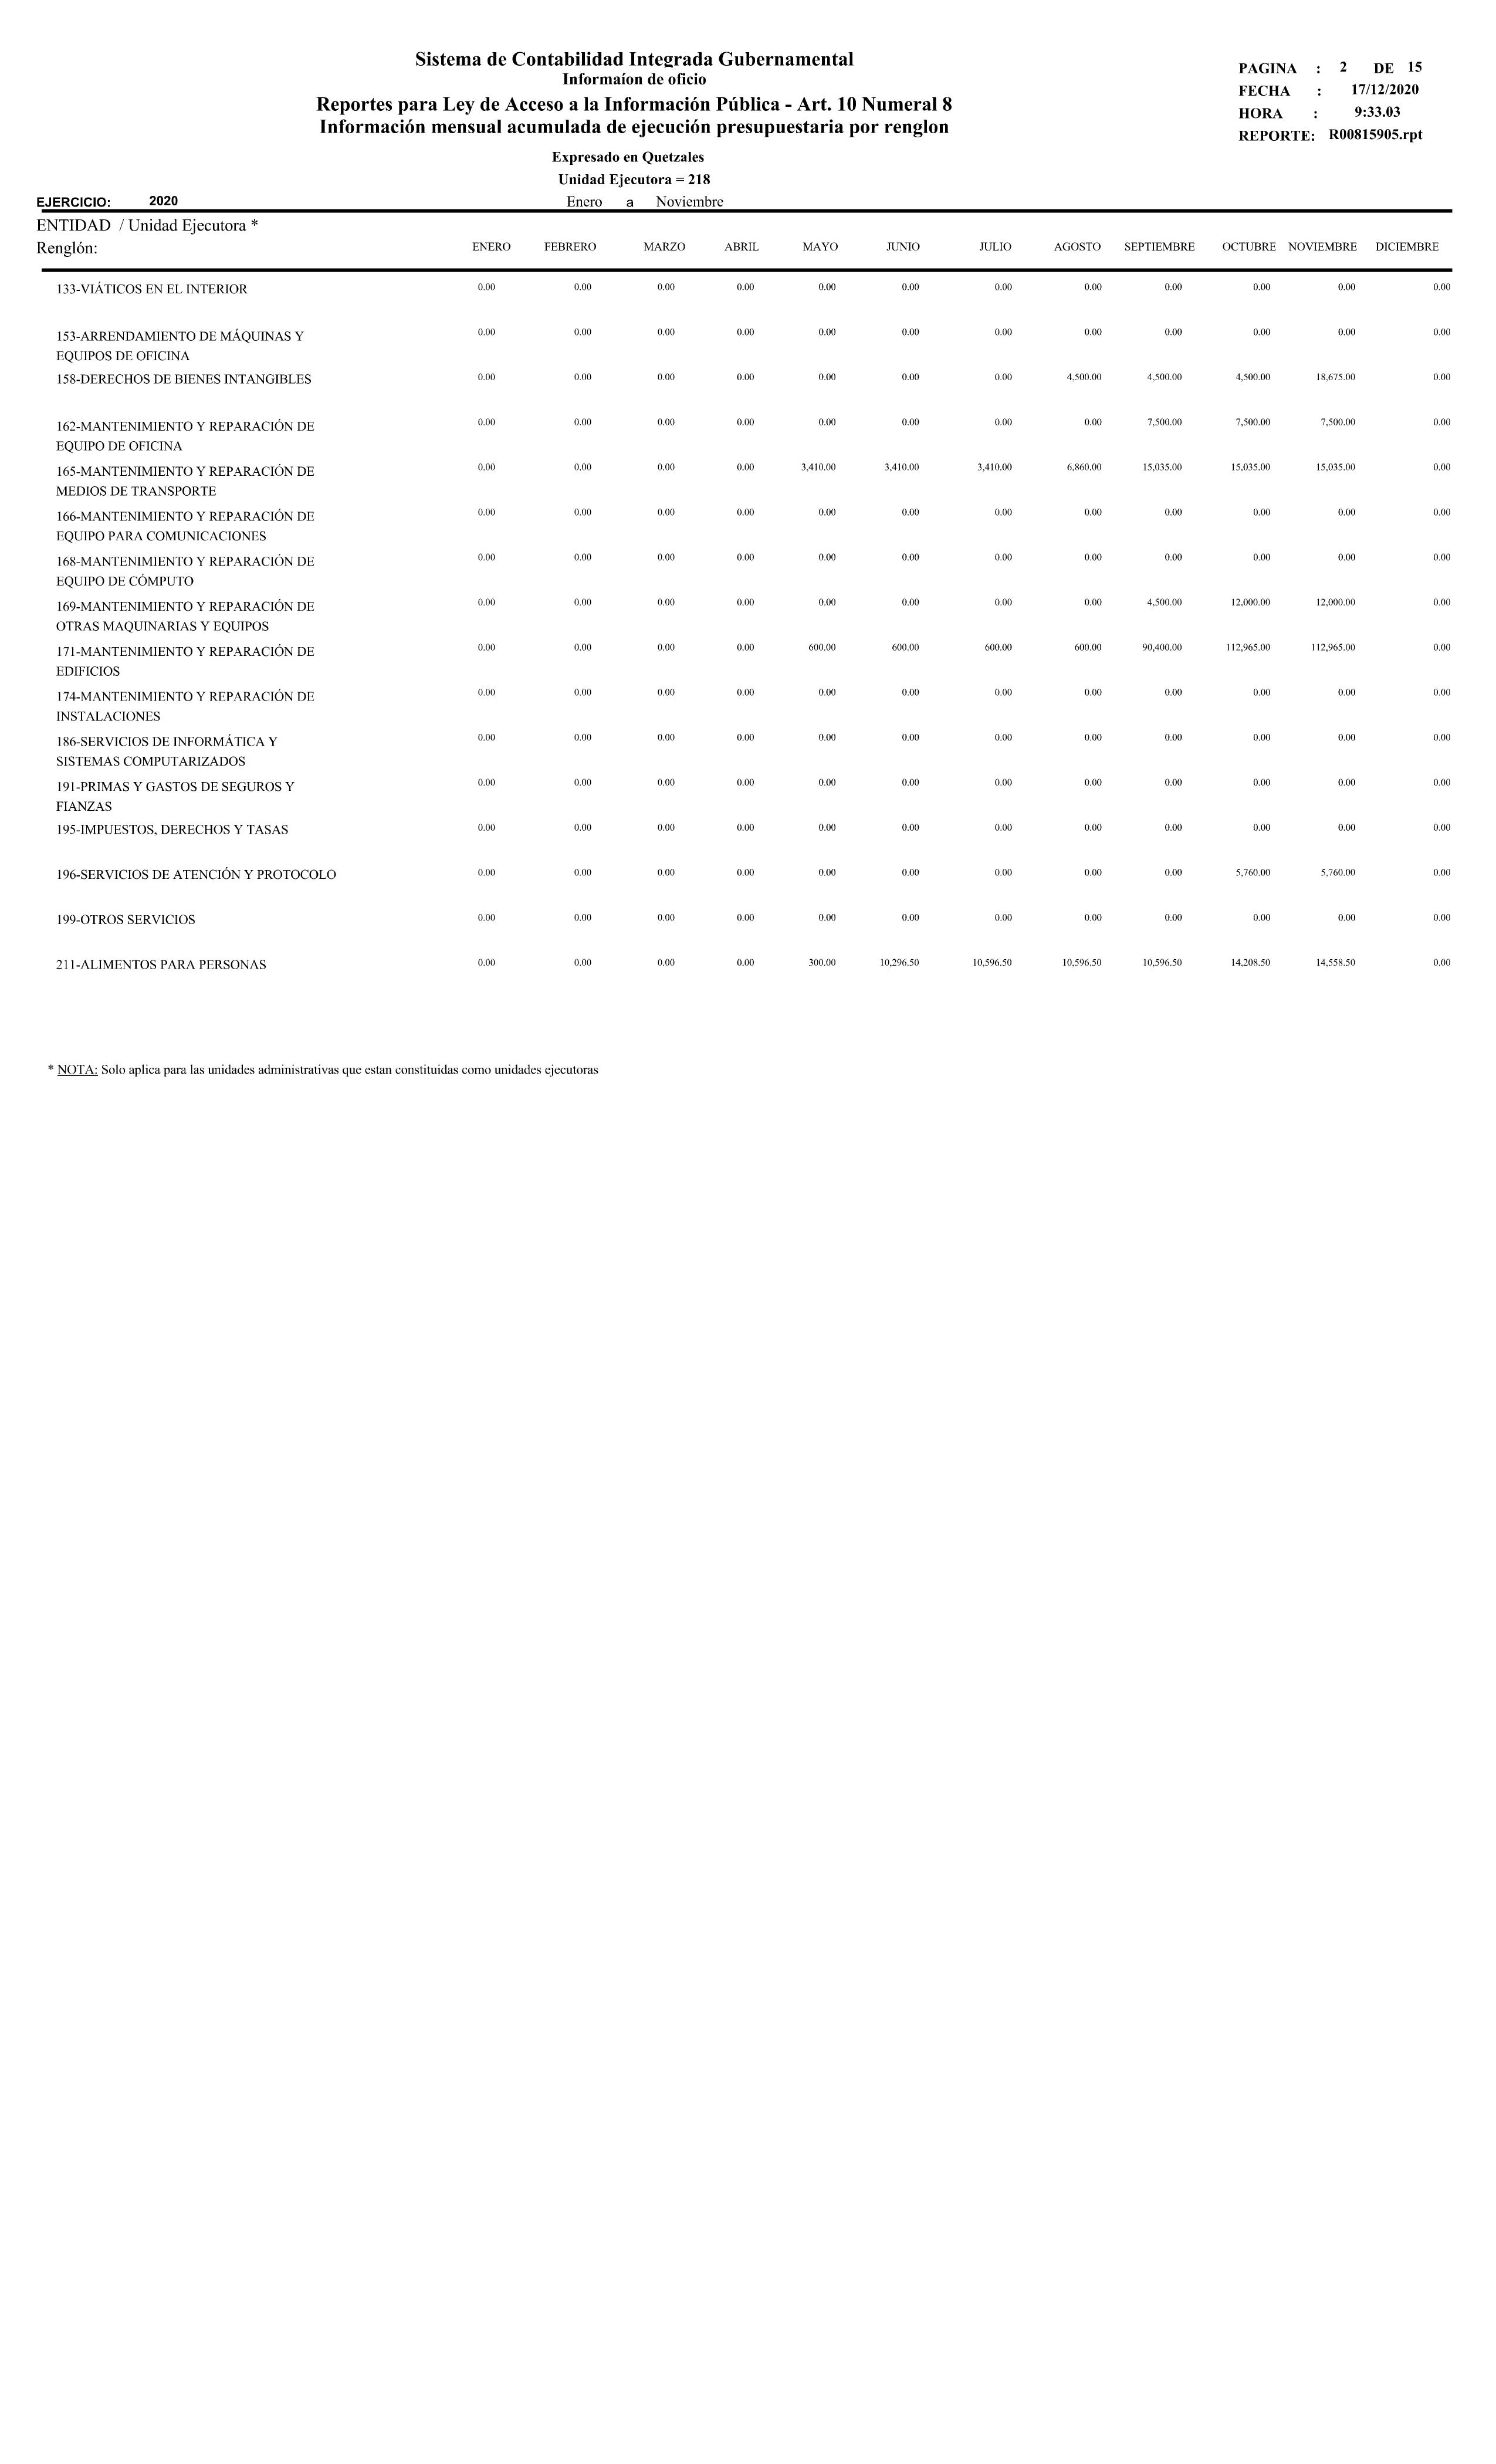 Sistema de Contabilidad Integrada Gubernamental
Informaíon de oficio
Reportes para Ley de Acceso a la Información Pública - Art. 10 Numeral 8
Información mensual acumulada de ejecución presupuestaria por renglon
Expresado en Quetzales
Unidad Ejecutora = 218
PAGINA : 2 DE 15
FECHA : 17/12/2020
HORA : 9:33.03
REPORTE: R00815905.rpt
EJERCICIO: 2020 Enero a Noviembre
ENTIDAD / Unidad Ejecutora *
Renglón: ENERO FEBRERO MARZO ABRIL MAYO JUNIO JULIO AGOSTO SEPTIEMBRE OCTUBRE NOVIEMBRE DICIEMBRE
133-VIÁTICOS EN EL INTERIOR 0.00 0.00 0.00 0.00 0.00 0.00 0.00 0.00 0.00 0.00 0.00 0.00
153-ARRENDAMIENTO DE MÁQUINAS Y 0.00 0.00 0.00 0.00 0.00 0.00 0.00 0.00 0.00 0.00 0.00 0.00
EQUIPOS DE OFICINA
158-DERECHOS DE BIENES INTANGIBLES 0.00 0.00 0.00 0.00 0.00 0.00 0.00 4,500.00 4,500.00 4,500.00 18,675.00 0.00
162-MANTENIMIENTO Y REPARACIÓN DE 0.00 0.00 0.00 0.00 0.00 0.00 0.00 0.00 7,500.00 7,500.00 7,500.00 0.00
EQUIPO DE OFICINA
165-MANTENIMIENTO Y REPARACIÓN DE 0.00 0.00 0.00 0.00 3,410.00 3,410.00 3,410.00 6,860.00 15,035.00 15,035.00 15,035.00 0.00
MEDIOS DE TRANSPORTE
166-MANTENIMIENTO Y REPARACIÓN DE 0.00 0.00 0.00 0.00 0.00 0.00 0.00 0.00 0.00 0.00 0.00 0.00
EQUIPO PARA COMUNICACIONES
168-MANTENIMIENTO Y REPARACIÓN DE 0.00 0.00 0.00 0.00 0.00 0.00 0.00 0.00 0.00 0.00 0.00 0.00
EQUIPO DE CÓMPUTO
169-MANTENIMIENTO Y REPARACIÓN DE 0.00 0.00 0.00 0.00 0.00 0.00 0.00 0.00 4,500.00 12,000.00 12,000.00 0.00
OTRAS MAQUINARIAS Y EQUIPOS
171-MANTENIMIENTO Y REPARACIÓN DE 0.00 0.00 0.00 0.00 600.00 600.00 600.00 600.00 90,400.00 112,965.00 112,965.00 0.00
EDIFICIOS
174-MANTENIMIENTO Y REPARACIÓN DE 0.00 0.00 0.00 0.00 0.00 0.00 0.00 0.00 0.00 0.00 0.00 0.00
INSTALACIONES
186-SERVICIOS DE INFORMÁTICA Y 0.00 0.00 0.00 0.00 0.00 0.00 0.00 0.00 0.00 0.00 0.00 0.00
SISTEMAS COMPUTARIZADOS
191-PRIMAS Y GASTOS DE SEGUROS Y 0.00 0.00 0.00 0.00 0.00 0.00 0.00 0.00 0.00 0.00 0.00 0.00
FIANZAS
195-IMPUESTOS, DERECHOS Y TASAS 0.00 0.00 0.00 0.00 0.00 0.00 0.00 0.00 0.00 0.00 0.00 0.00
196-SERVICIOS DE ATENCIÓN Y PROTOCOLO 0.00 0.00 0.00 0.00 0.00 0.00 0.00 0.00 0.00 5,760.00 5,760.00 0.00
199-OTROS SERVICIOS 0.00 0.00 0.00 0.00 0.00 0.00 0.00 0.00 0.00 0.00 0.00 0.00
211-ALIMENTOS PARA PERSONAS 0.00 0.00 0.00 0.00 300.00 10,296.50 10,596.50 10,596.50 10,596.50 14,208.50 14,558.50 0.00
* NOTA: Solo aplica para las unidades administrativas que estan constituidas como unidades ejecutoras